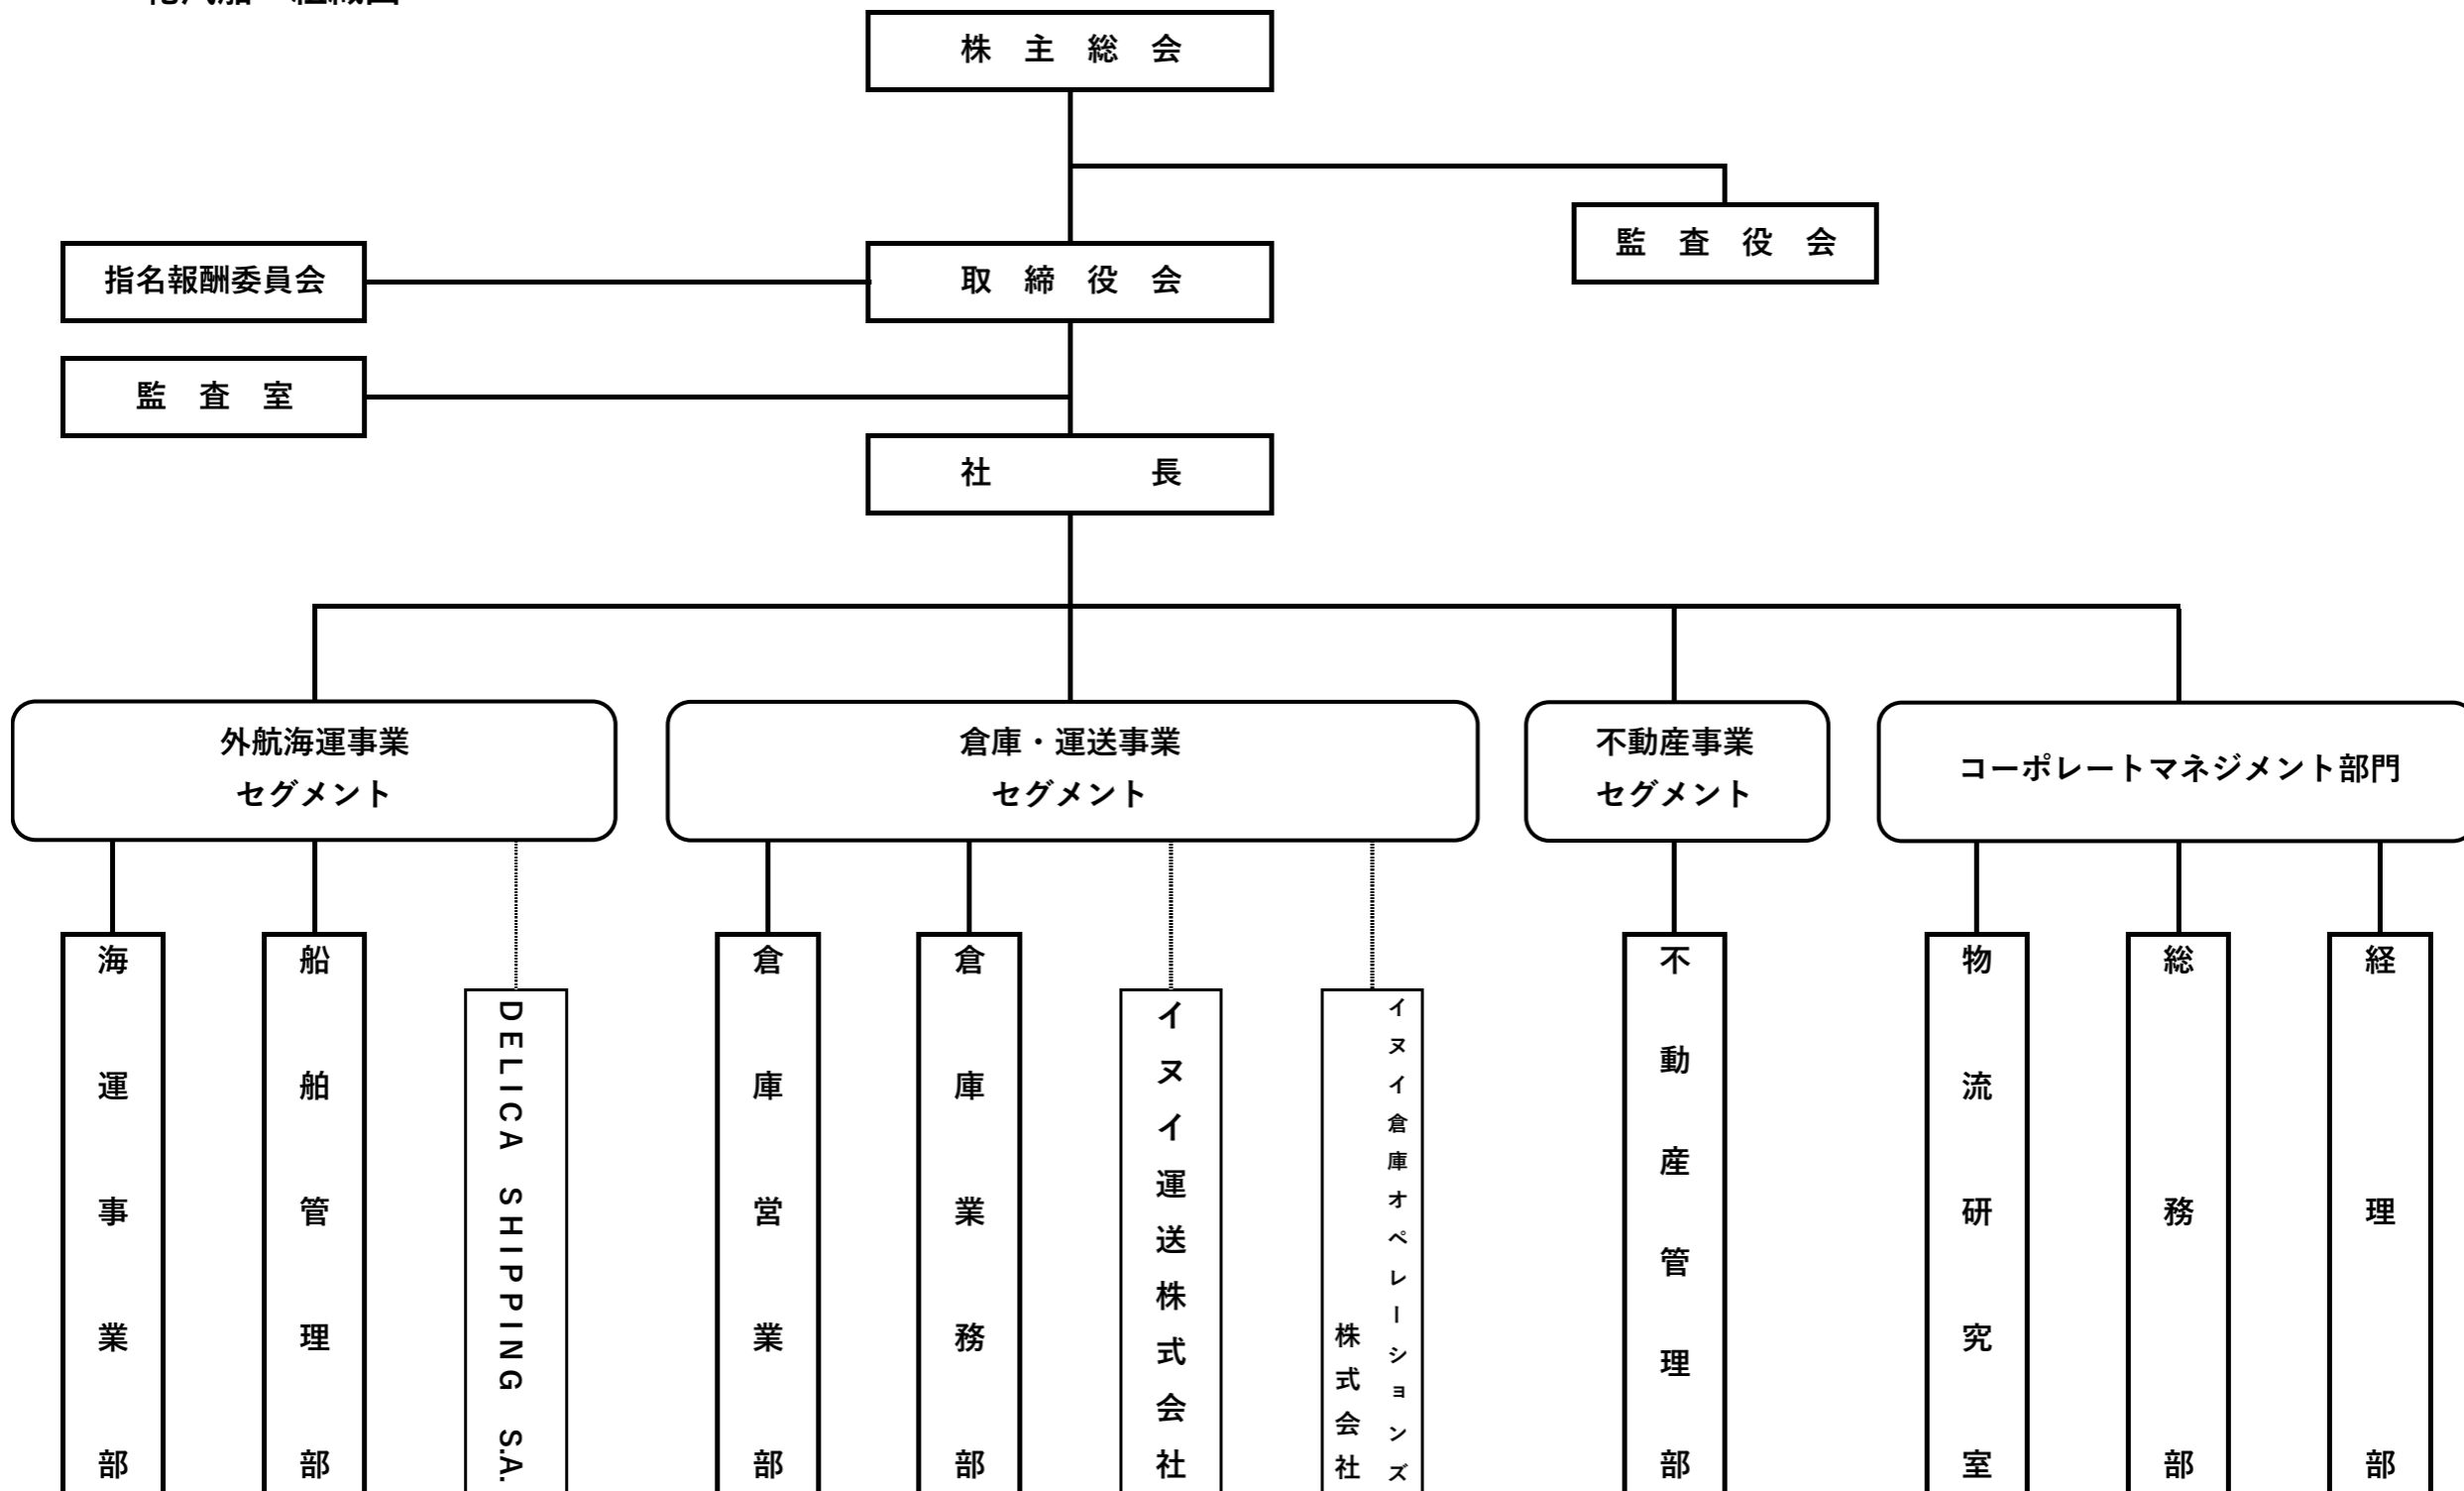 株　主　総　会
監　査　役　会
指名報酬委員会
取　締　役　会
監　査　室
社　　　　　長
外航海運事業
セグメント
倉庫・運送事業
セグメント
不動産事業
セグメント
コーポレートマネジメント部門
海運事業部
船舶管理部
DELICA SHIPPING S.A.
倉庫営業部
倉庫業務部
イヌイ運送株式会社
イヌイ倉庫オペレーションズ
株式会社
不動産管理部
物流研究室
総務部
経理部